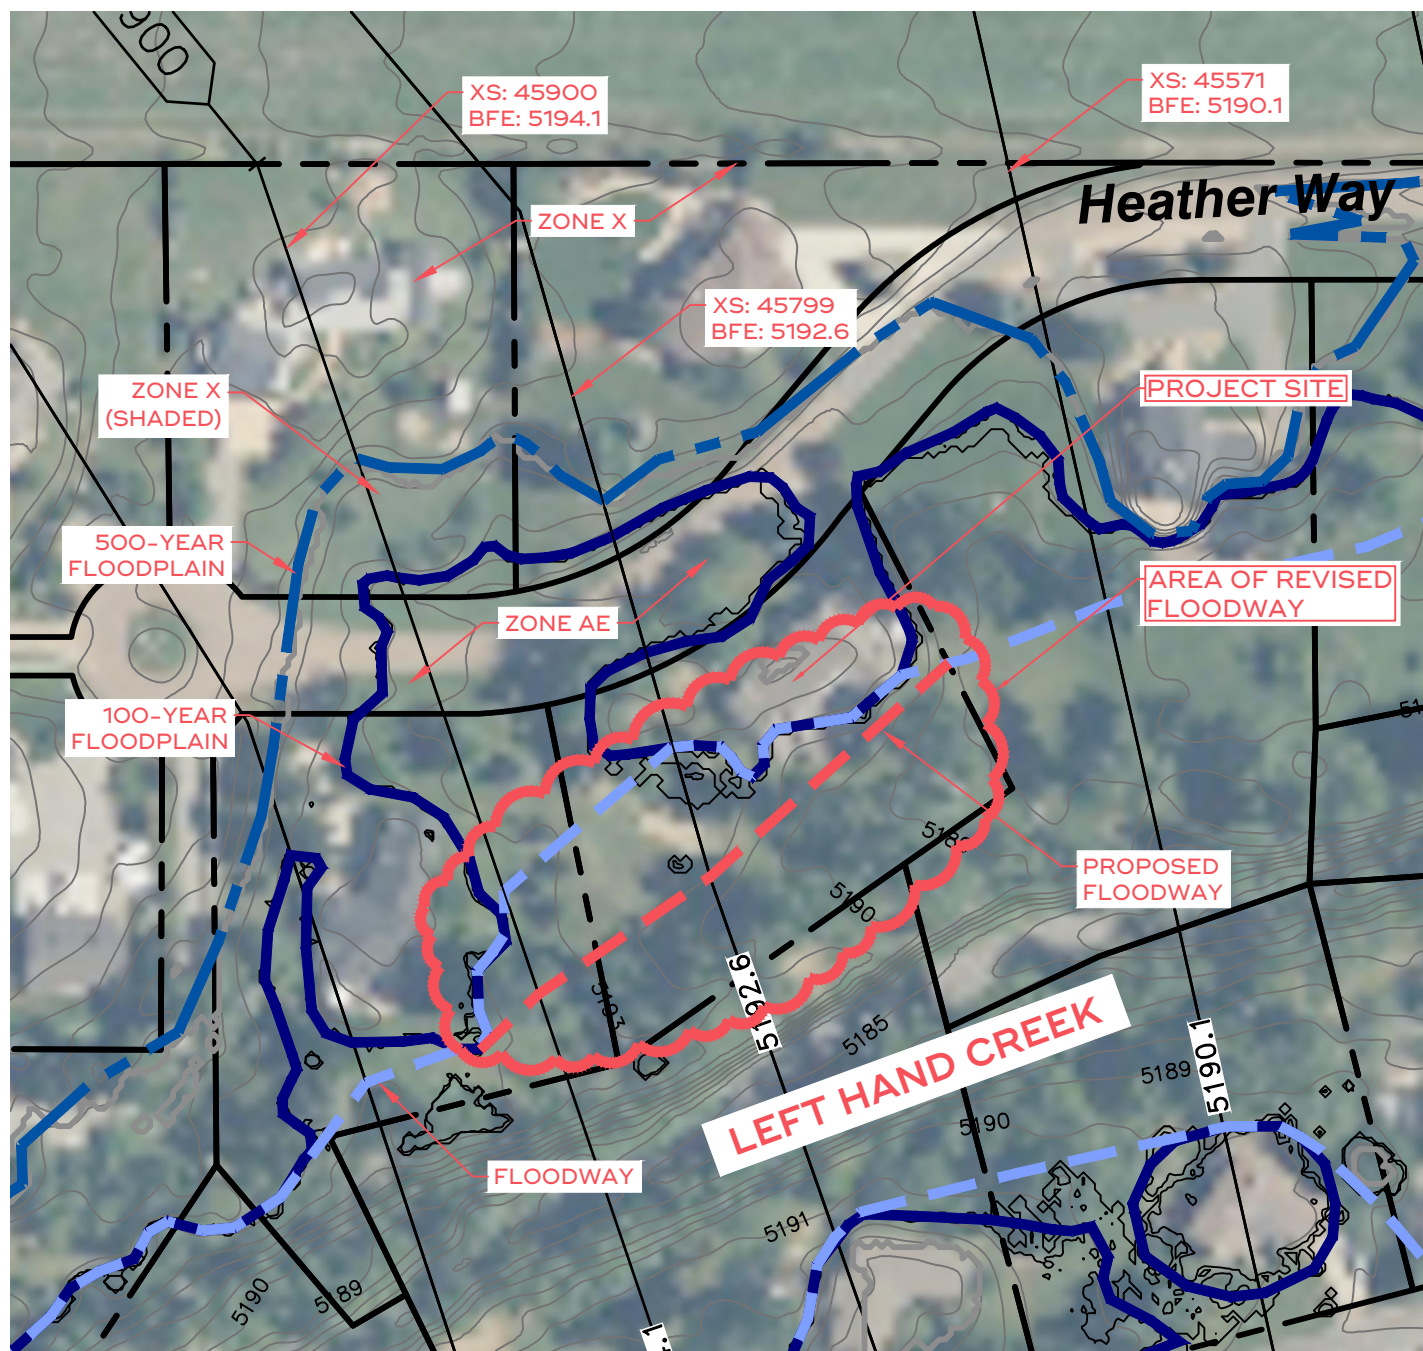 900
XS: 45900
BFE: 5194.1
XS: 45571
BFE: 5190.1
Heather Way
ZONE X
XS: 45799
BFE: 5192.6
ZONE X
(SHADED)
PROJECT SITE
500-YEAR
FLOODPLAIN
AREA OF REVISED
FLOODWAY
ZONE AE
100-YEAR
FLOODPLAIN
PROPOSED
FLOODWAY
5190
5193
5192.6
5185
LEFT HAND CREEK
5190.1
5189
5190
FLOODWAY
5191
5190
5189